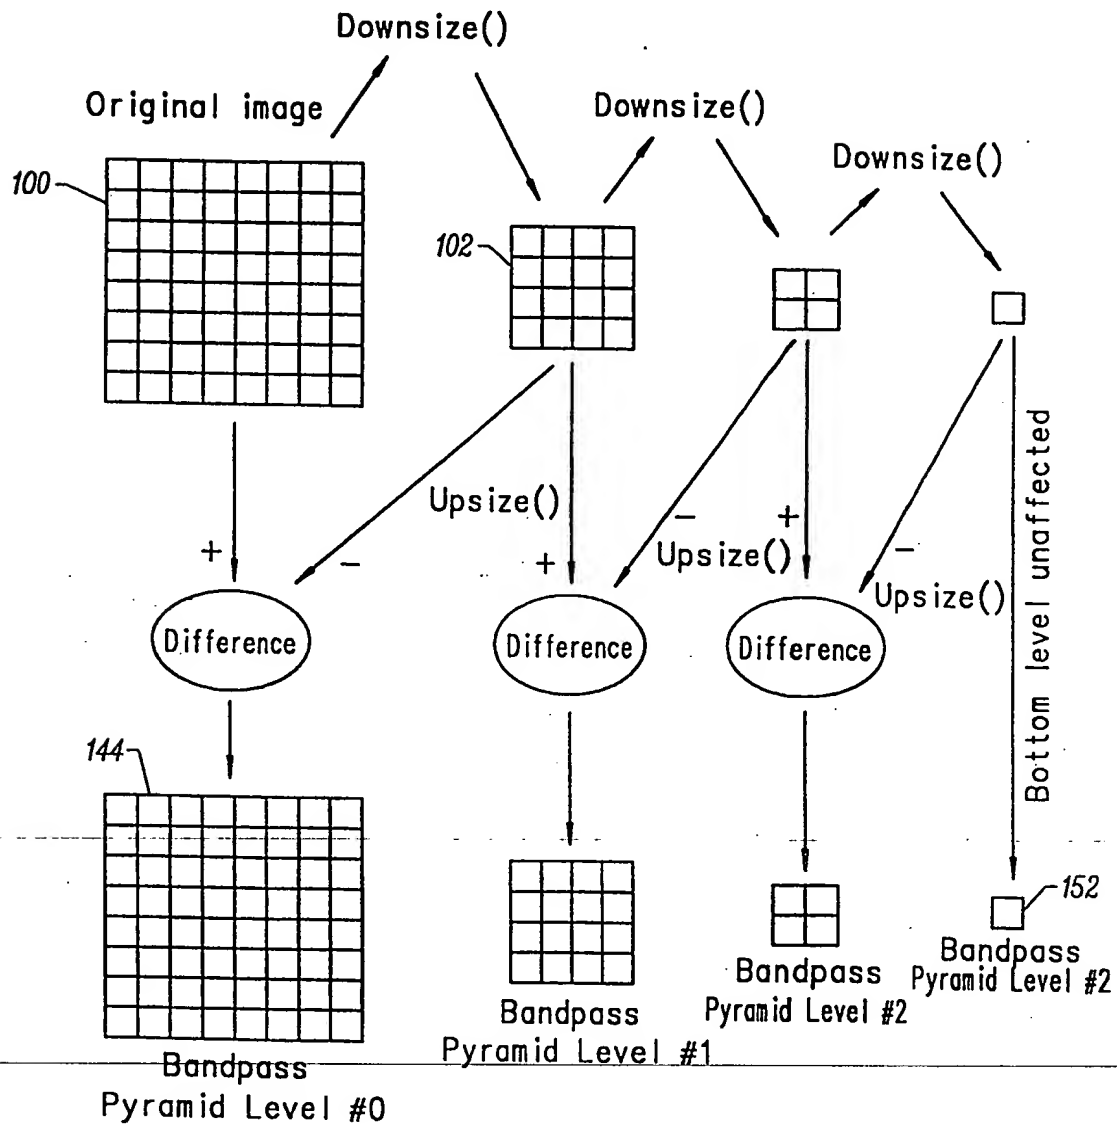 Downsize()
Original image
Downsize()
Downsize()
100
102
Upsize()
+
-
+
-
Upsize()
+
-
Upsize()
Bottom level unaffected
Difference
Difference
Difference
144
152
Bandpass
Pyramid Level #0
Bandpass
Pyramid Level #1
Bandpass
Pyramid Level #2
Bandpass
Pyramid Level #2